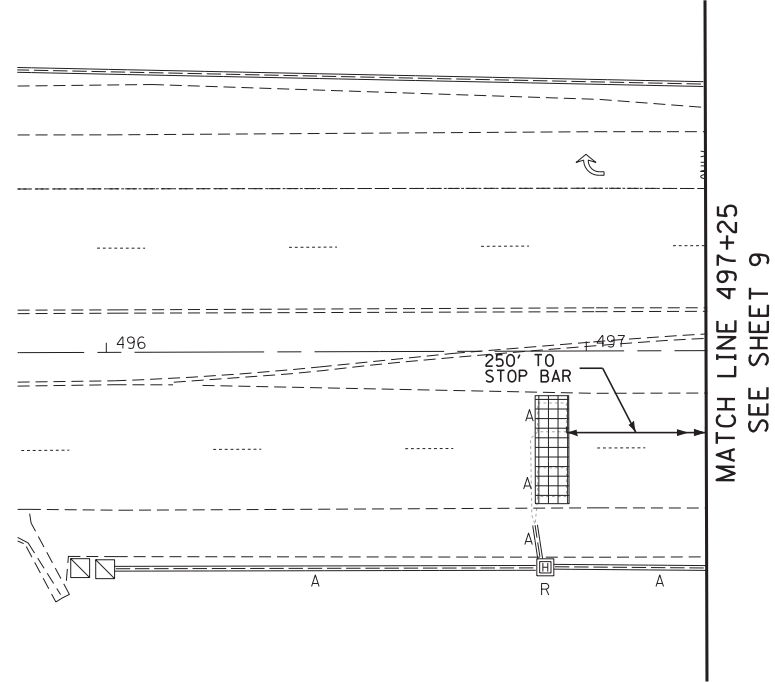 496
497
250' TO
STOP BAR
A
A
A
H
A
R
A
MATCH LINE 497+25
SEE SHEET 9